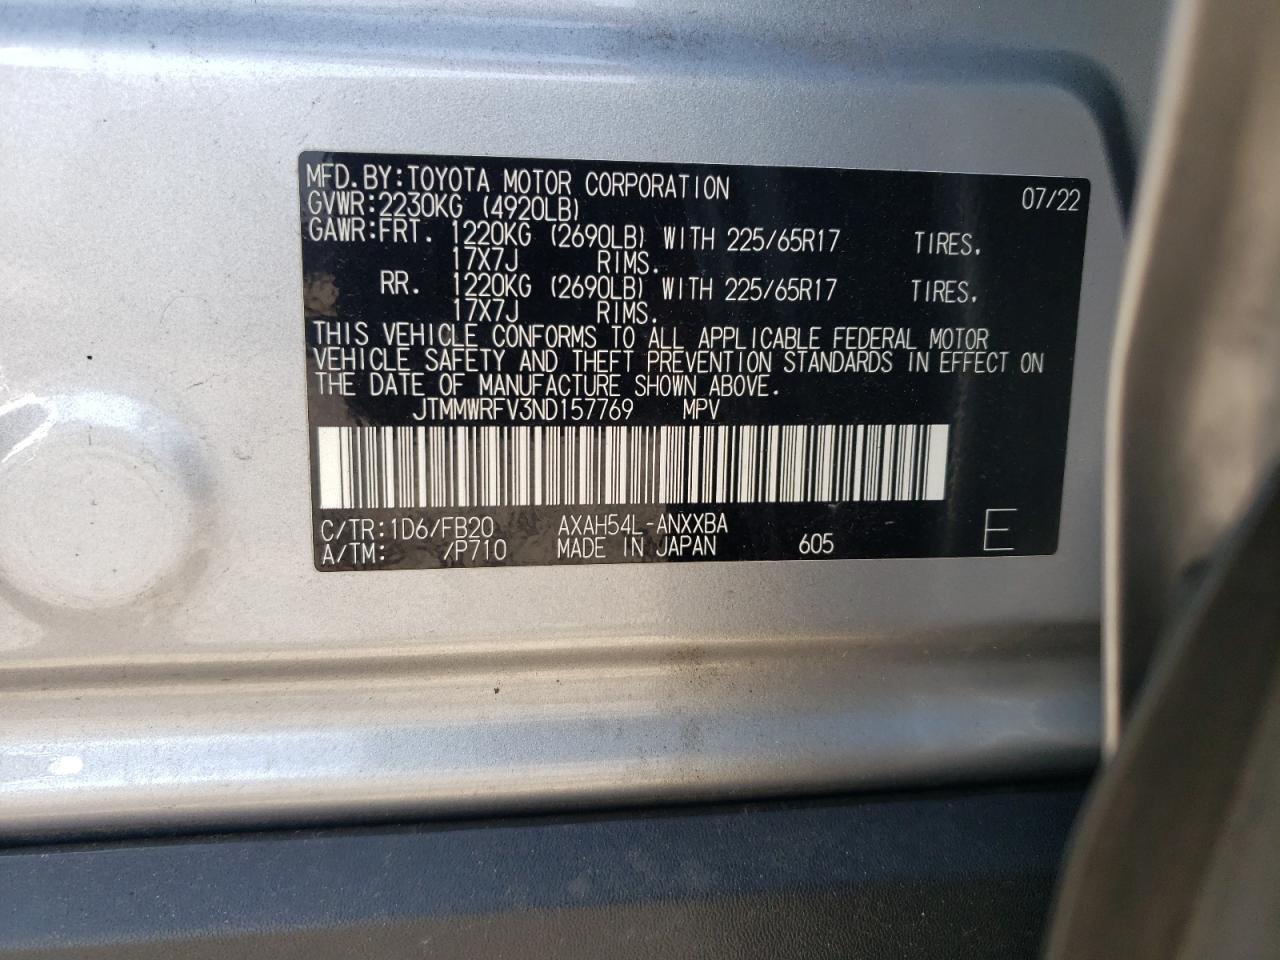 MFD.BY:TOYOTA MOTOR CORPORATION 07/22
GVWR:2230KG (4920LB)
GAWR:FRT. 1220KG (2690LB) WITH 225/65R17 TIRES.
17X7J RIMS.
RR. 1220KG (2690LB) WITH 225/65R17 TIRES.
17X7J RIMS.
THIS VEHICLE CONFORMS TO ALL APPLICABLE FEDERAL MOTOR
VEHICLE SAFETY AND THEFT PREVENTION STANDARDS IN EFFECT ON
THE DATE OF MANUFACTURE SHOWN ABOVE.
JTMMWRFV3ND157769 MPV
C/TR:1D6/FB20 AXAH54L-ANXXBA
A/TM: /P710 MADE IN JAPAN 605 E